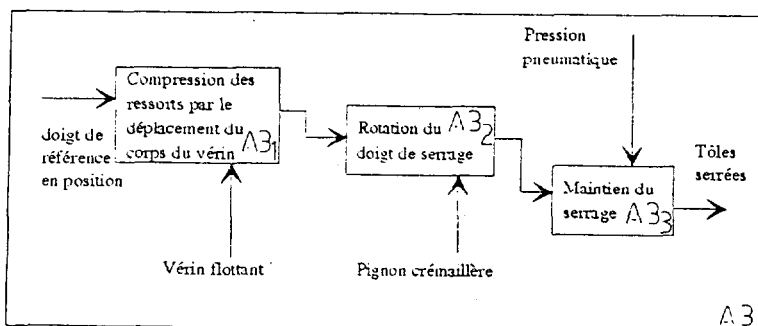 Pression
pneumatique
Compression des
ressorts par le
déplacement du
corps du vérin A31
doigt de
référence
en position
Rotation du A32
doigt de serrage
Tôles
serrées
Maintien du
serrage A33
Vérin flottant
Pignon crémaillère
A3